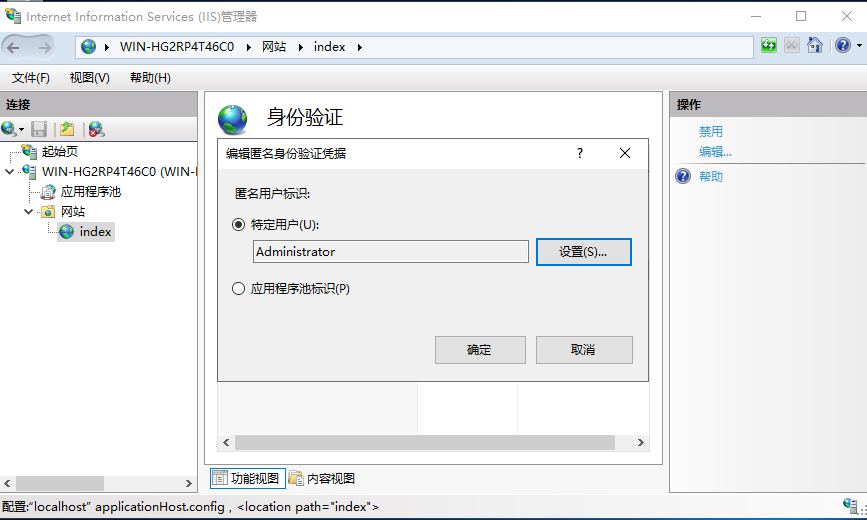 Internet Information Services (IIS)管理器
WIN-HG2RP4T46C0 网站 index
文件(F) 视图(V) 帮助(H)
连接
起始页
WIN-HG2RP4T46C0 (WIN-
应用程序池
网站
index
身份验证
编辑匿名身份验证凭据
匿名用户标识:
特定用户(U):
Administrator
设置(S)...
应用程序池标识(P)
确定
取消
功能视图
内容视图
操作
禁用
编辑...
帮助
配置:"localhost" applicationHost.config , <location path="index">